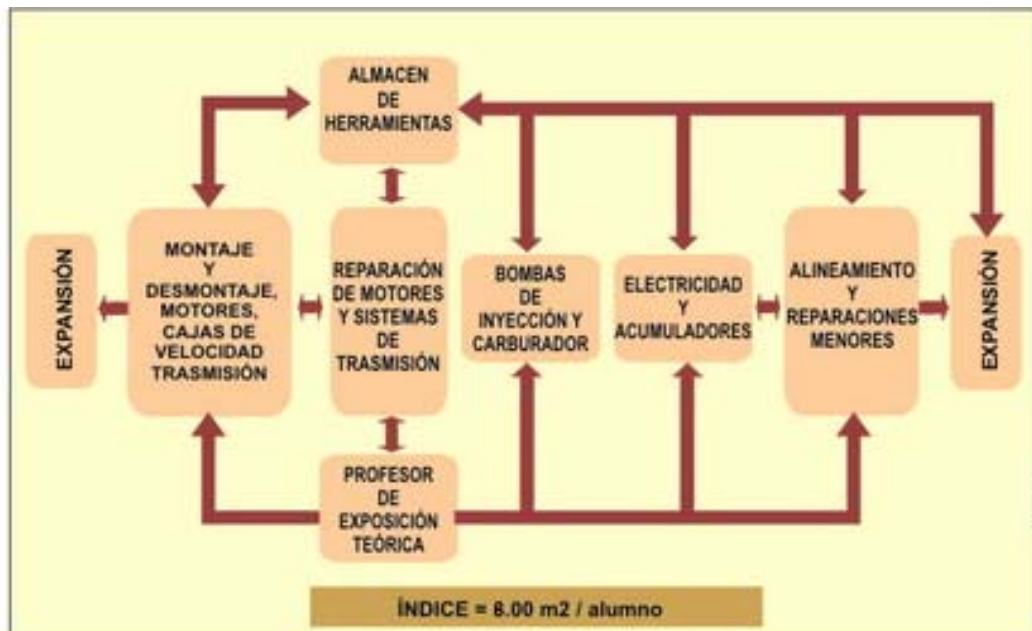 ALMACEN
DE
HERRAMIENTAS
EXPANSIÓN
MONTAJE
Y
DESMONTAJE,
MOTORES,
CAJAS DE
VELOCIDAD
TRASMISIÓN
REPARACIÓN
DE MOTORES
Y SISTEMAS
DE
TRASMISIÓN
BOMBAS
DE
INYECCIÓN Y
CARBURADOR
ELECTRICIDAD
Y
ACUMULADORES
ALINEAMIENTO
Y
REPARACIONES
MENORES
EXPANSIÓN
PROFESOR
DE
EXPOSICIÓN
TEÓRICA
ÍNDICE = 8.00 m2 / alumno